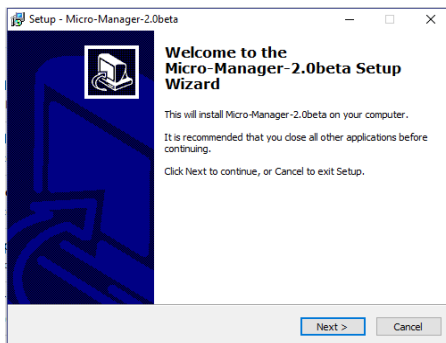 Setup - Micro-Manager-2.0beta
Welcome to the
Micro-Manager-2.0beta Setup
Wizard
This will install Micro-Manager-2.0beta on your computer.
It is recommended that you close all other applications before
continuing.
Click Next to continue, or Cancel to exit Setup.
Next >
Cancel